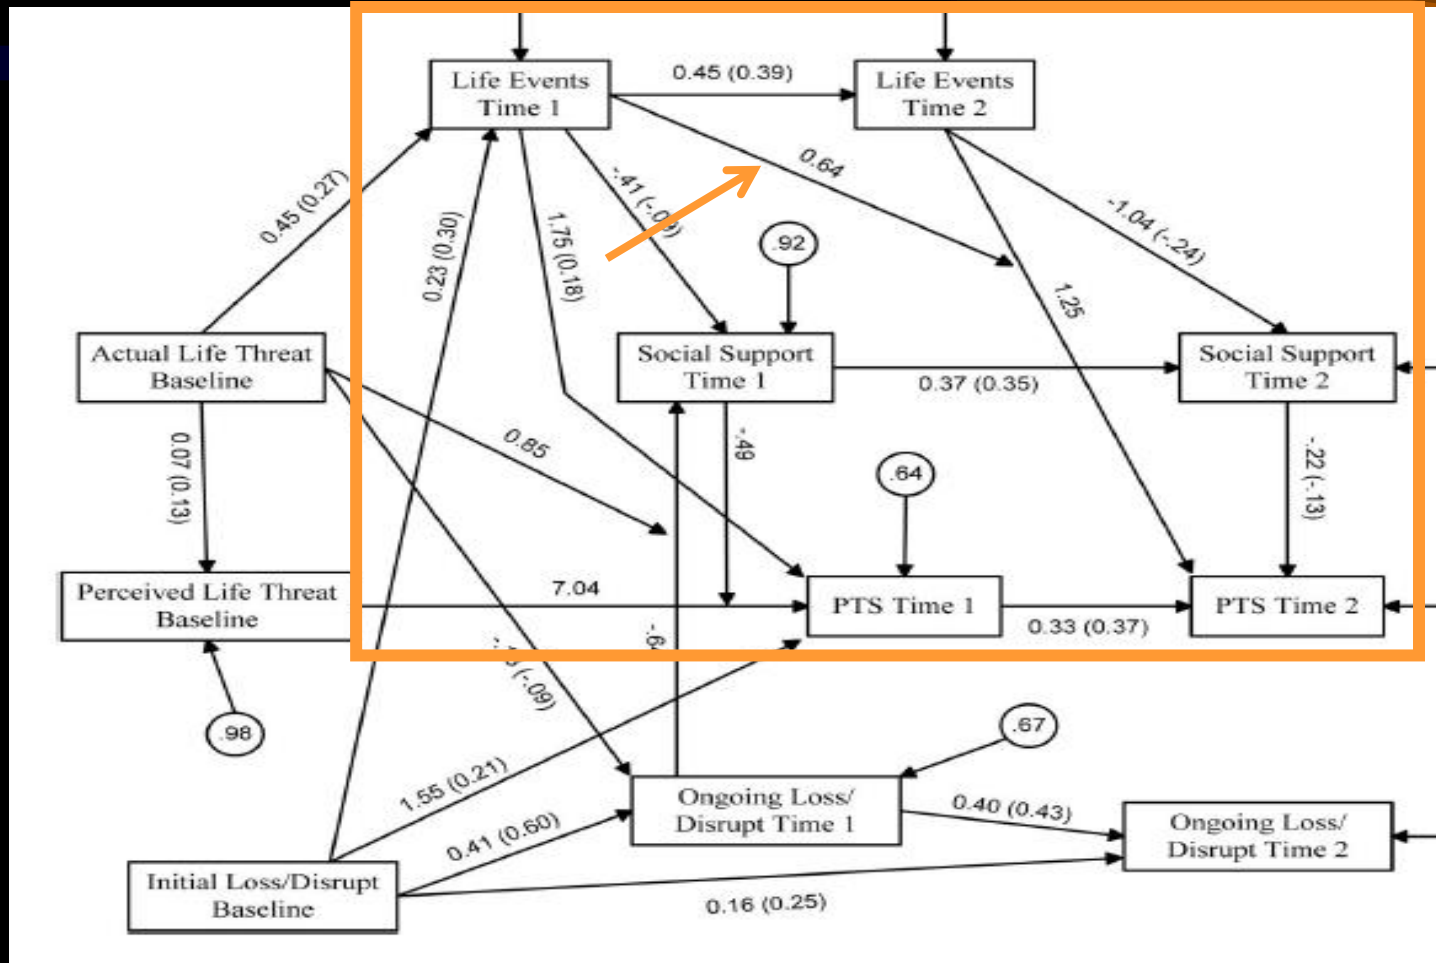 Life Events
Time 1
0.45 (0.39)
Life Events
Time 2
0.64
0.45 (0.27)
0.23 (0.30)
1.75 (0.18)
.92
-1.04 (-.24)
1.25
Actual Life Threat
Baseline
Social Support
Time 1
0.37 (0.35)
Social Support
Time 2
0.85
-.49
0.07 (0.13)
.64
-.22 (-.13)
Perceived Life Threat
Baseline
7.04
PTS Time 1
0.33 (0.37)
PTS Time 2
(-.09)
.98
.67
1.55 (0.21)
Ongoing Loss/
Disrupt Time 1
0.40 (0.43)
Ongoing Loss/
Disrupt Time 2
0.41 (0.60)
Initial Loss/Disrupt
Baseline
0.16 (0.25)